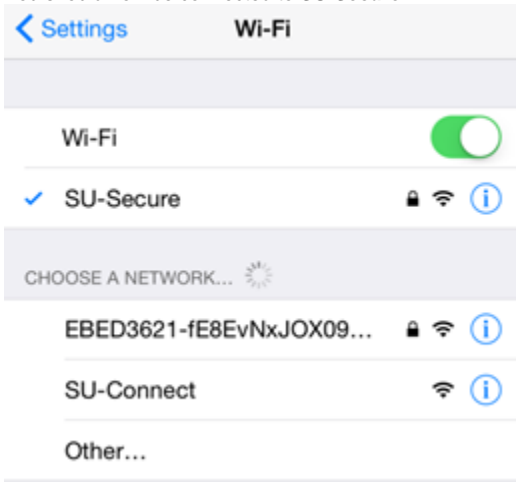 Settings Wi-Fi
Wi-Fi
SU-Secure
CHOOSE A NETWORK...
EBED3621-fE8EvNxJOX09...
SU-Connect
Other...